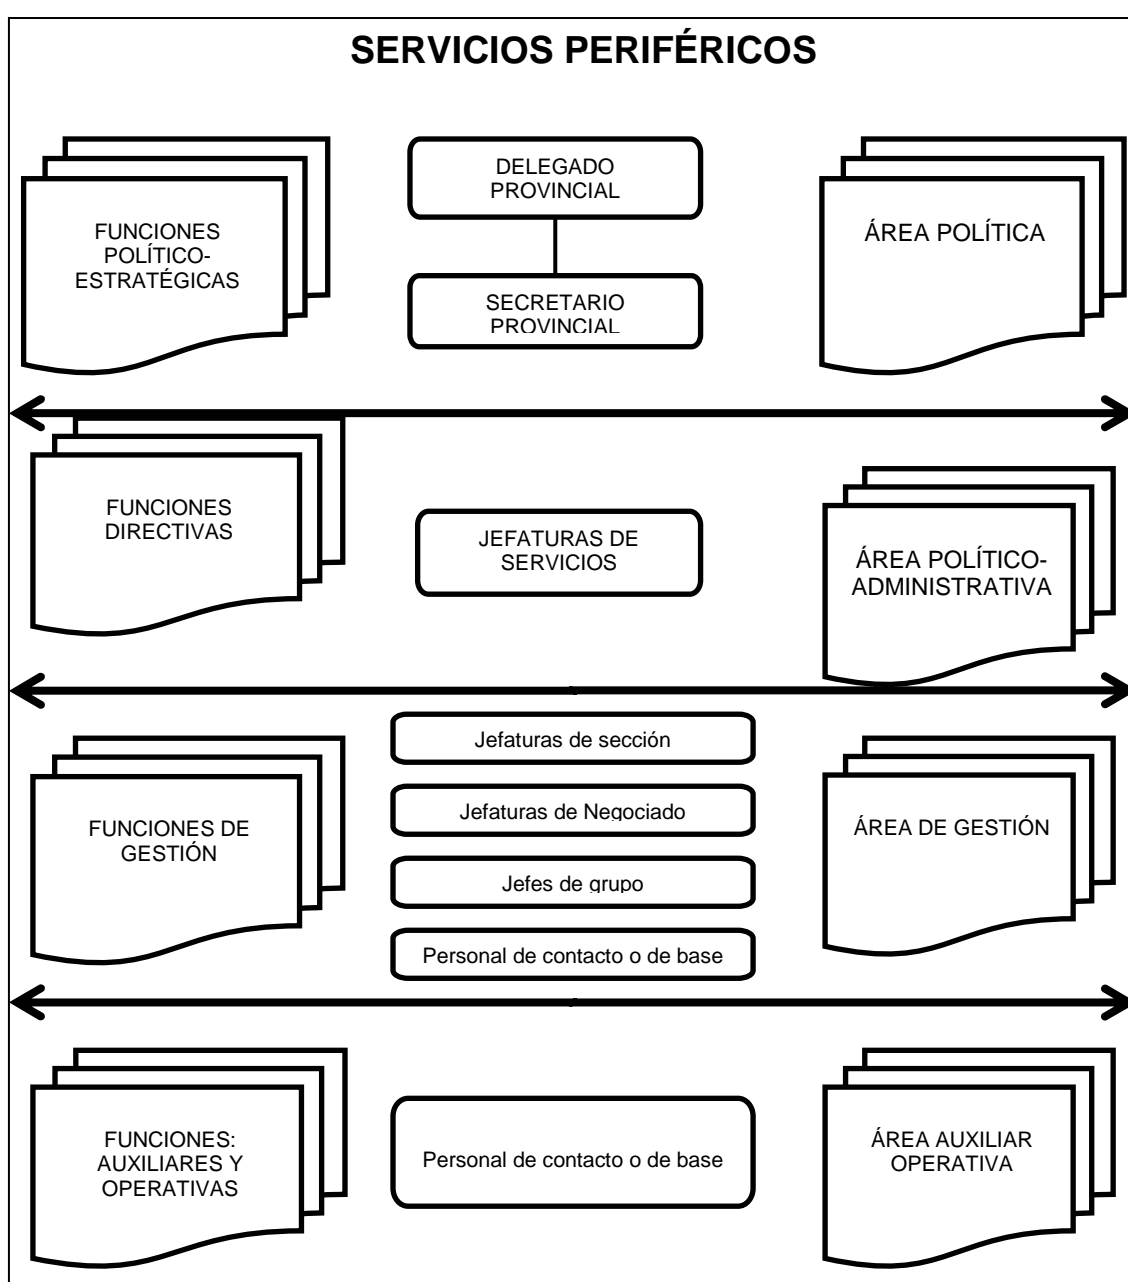 SERVICIOS PERIFÉRICOS
FUNCIONES
POLÍTICO-
ESTRATÉGICAS
DELEGADO
PROVINCIAL
SECRETARIO
PROVINCIAL
ÁREA POLÍTICA
FUNCIONES
DIRECTIVAS
JEFATURAS DE
SERVICIOS
ÁREA POLÍTICO-
ADMINISTRATIVA
FUNCIONES DE
GESTIÓN
Jefaturas de sección
Jefaturas de Negociado
Jefes de grupo
Personal de contacto o de base
ÁREA DE GESTIÓN
FUNCIONES:
AUXILIARES Y
OPERATIVAS
Personal de contacto o de base
ÁREA AUXILIAR
OPERATIVA